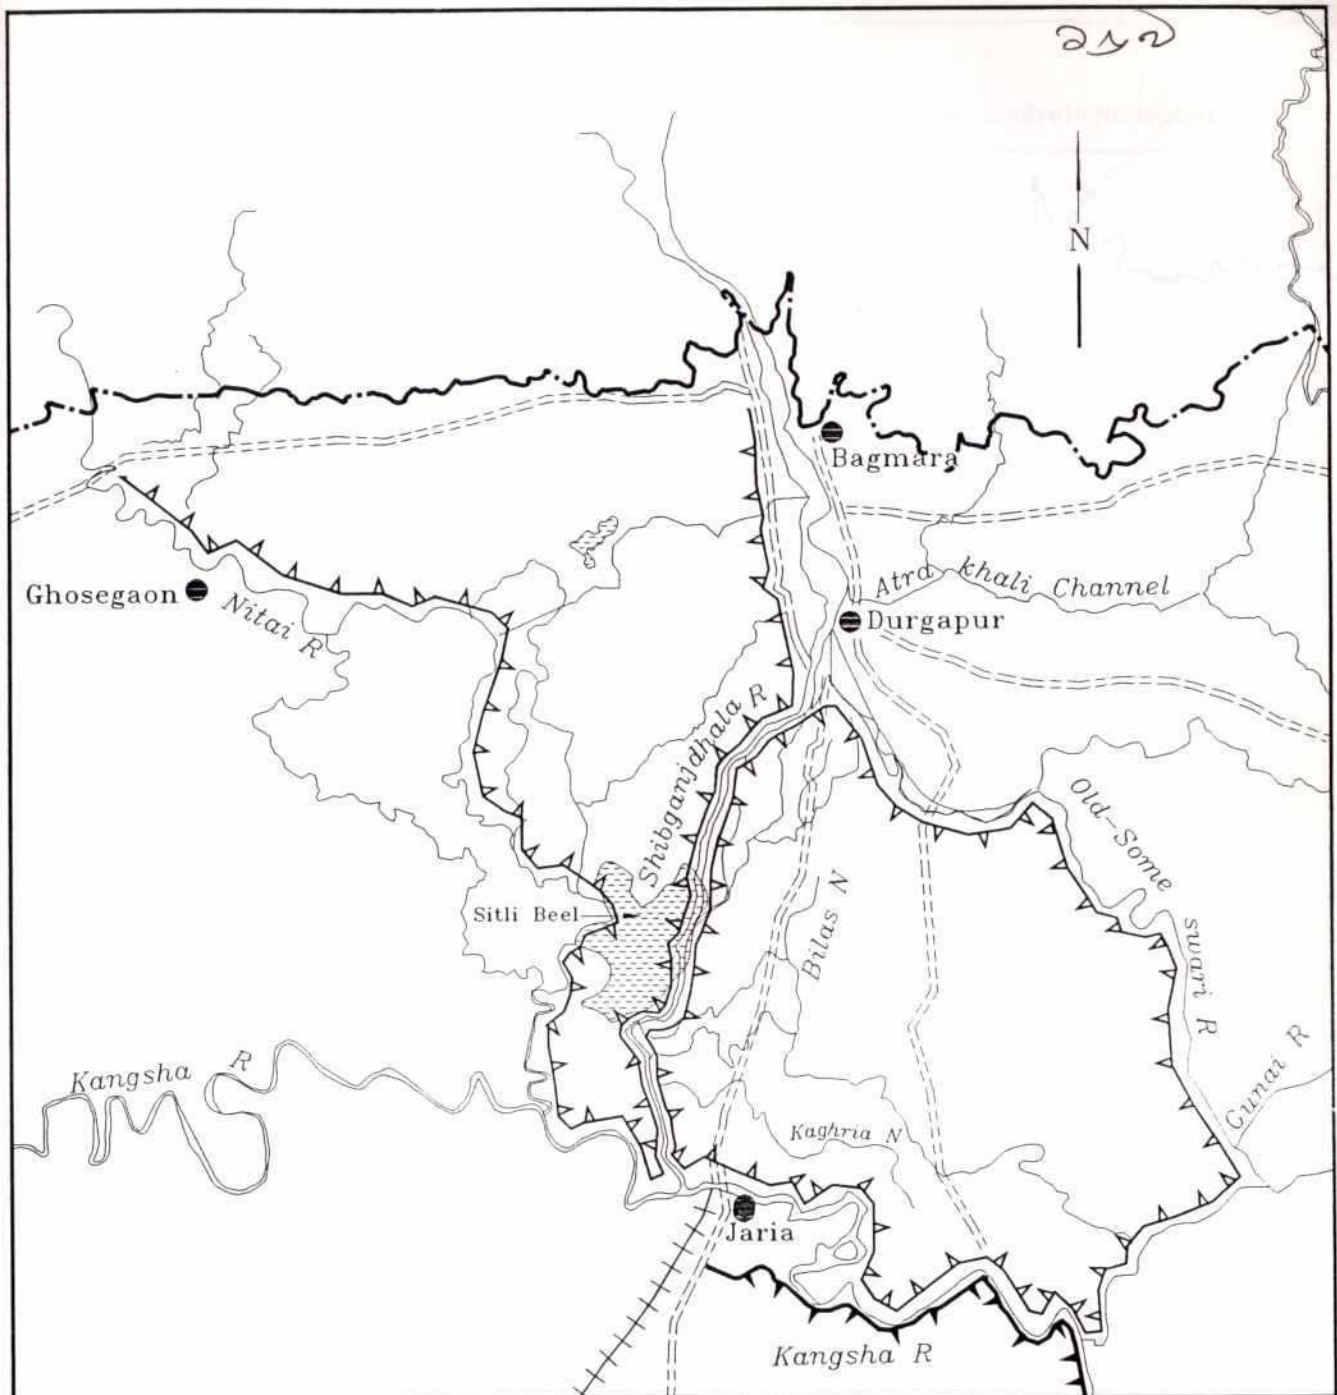 ২১২
N
Bagmara
Atra khali Channel
Ghosegaon
Nitai R
Durgapur
Shibganjdhala R
Old-Some
swari R
Sitli Beel
Bilas N
Kangsha R
Gunai R
Kaghria N
Jaria
Kangsha R